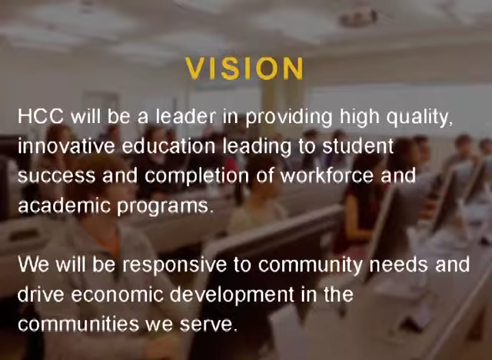 VISION
HCC will be a leader in providing high quality,
innovative education leading to student
success and completion of workforce and
academic programs.
We will be responsive to community needs and
drive economic development in the
communities we serve.